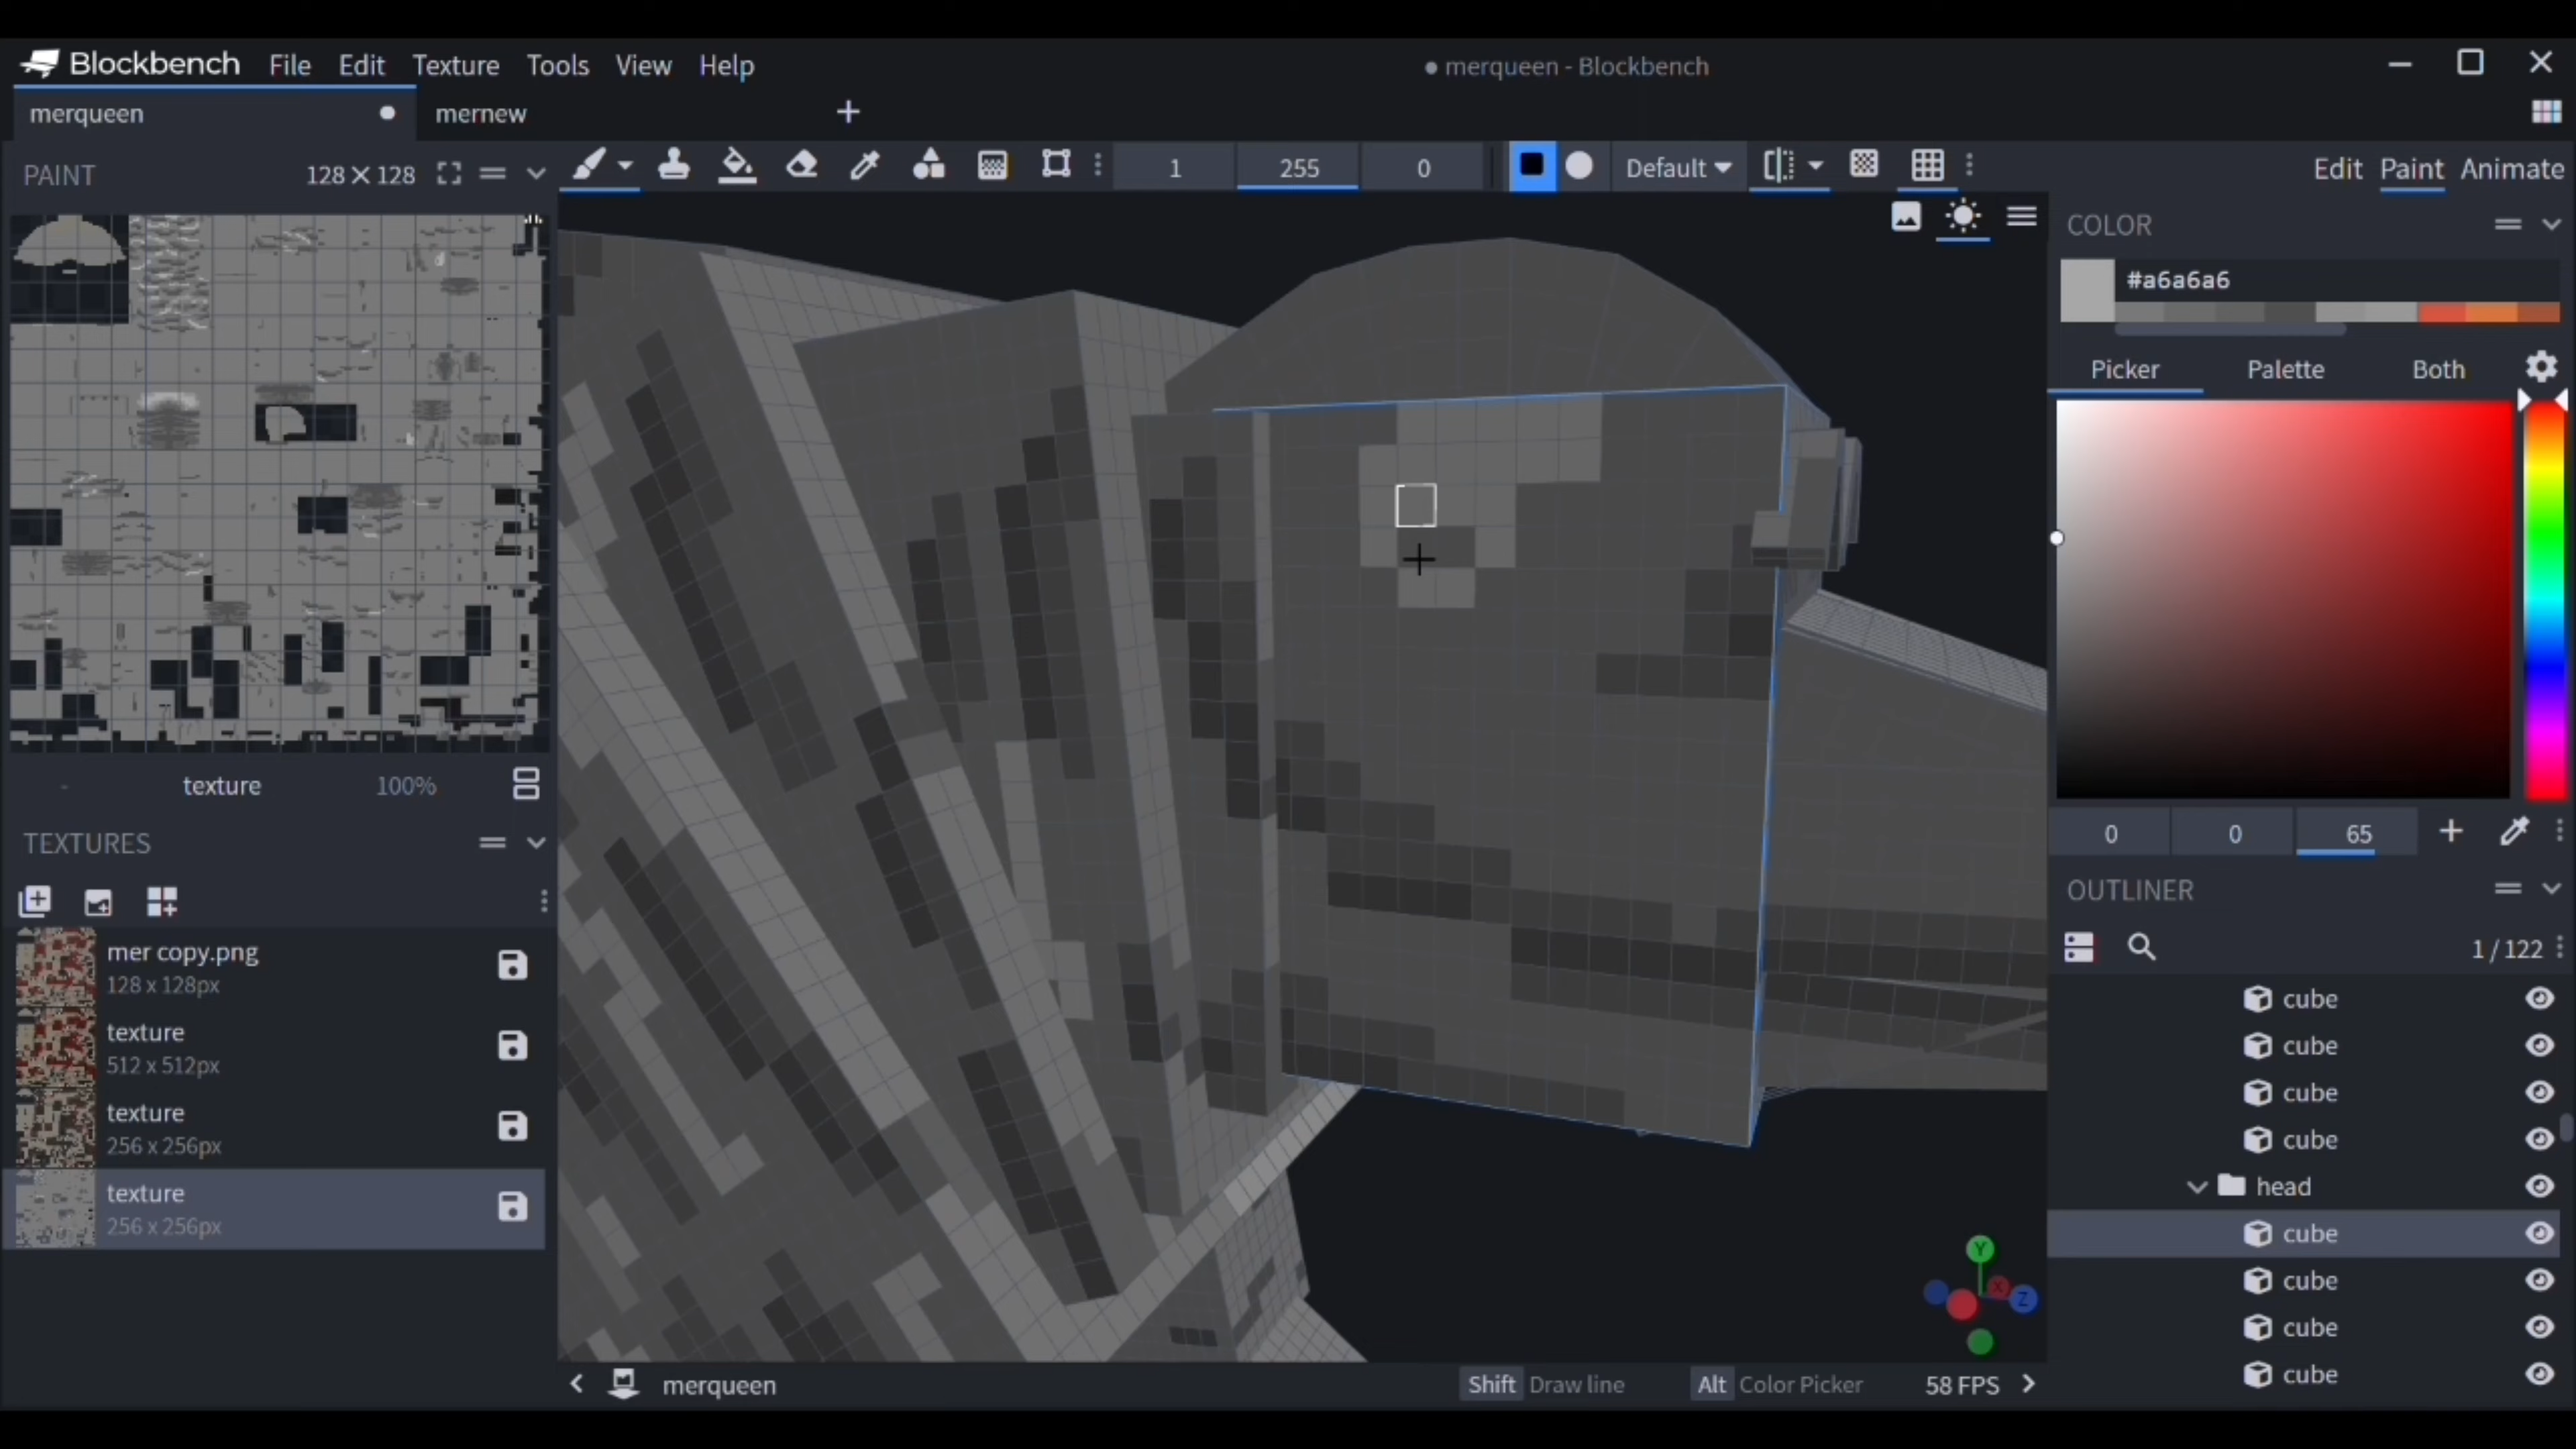 Blockbench File Edit Texture Tools View Help
merqueen - Blockbench
merqueen mernew
PAINT 128 × 128
1 255 0 Default
Edit Paint Animate
COLOR
#a6a6a6
Picker Palette Both
texture 100%
0 0 65
TEXTURES
OUTLINER
1 / 122
mer copy.png
128 x 128px
texture
512 x 512px
texture
256 x 256px
texture
256 x 256px
cube
cube
cube
cube
head
cube
cube
cube
cube
Y
X
Z
merqueen
Shift Draw line Alt Color Picker 58 FPS